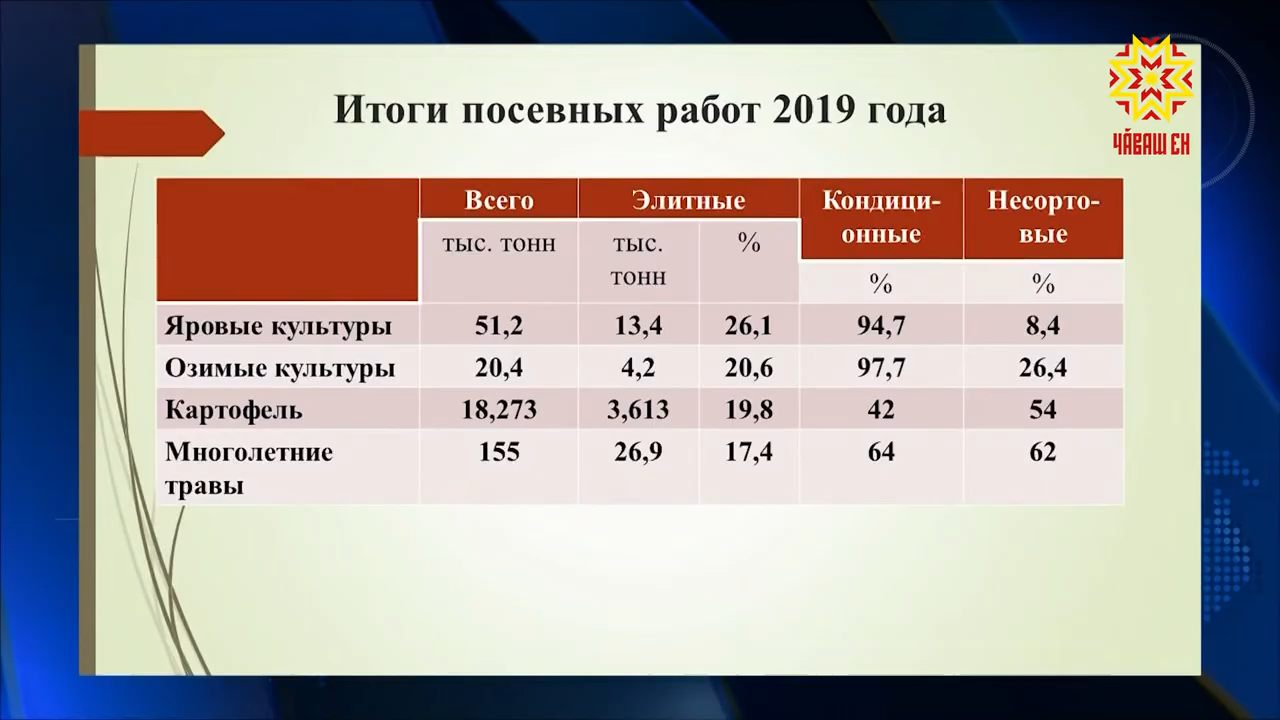 Итоги посевных работ 2019 года
ЧӐВАШ ЕН
Всего Элитные Кондици- Несорто-
онные вые
тыс. тонн тыс. %
тонн
% %
Яровые культуры 51,2 13,4 26,1 94,7 8,4
Озимые культуры 20,4 4,2 20,6 97,7 26,4
Картофель 18,273 3,613 19,8 42 54
Многолетние 155 26,9 17,4 64 62
травы